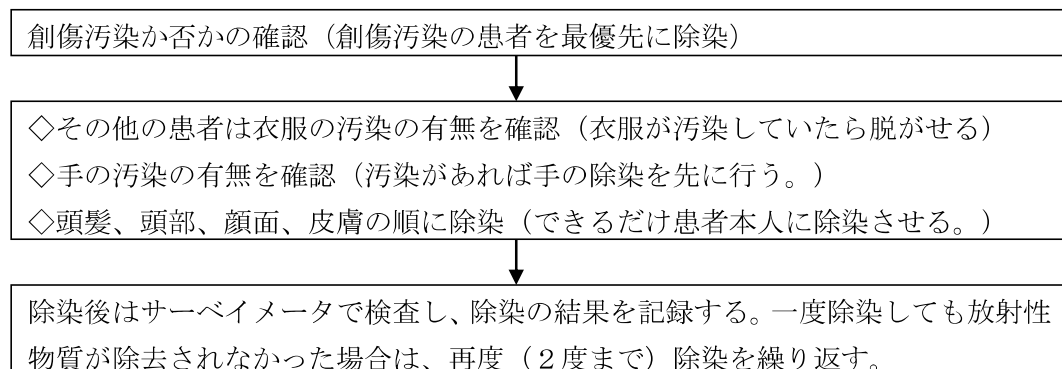 創傷汚染か否かの確認（創傷汚染の患者を最優先に除染）
◇その他の患者は衣服の汚染の有無を確認（衣服が汚染していたら脱がせる）
◇手の汚染の有無を確認（汚染があれば手の除染を先に行う。）
◇頭髪、頭部、顔面、皮膚の順に除染（できるだけ患者本人に除染させる。）
除染後はサーベイメータで検査し、除染の結果を記録する。一度除染しても放射性
物質が除去されなかった場合は、再度（２度まで）除染を繰り返す。